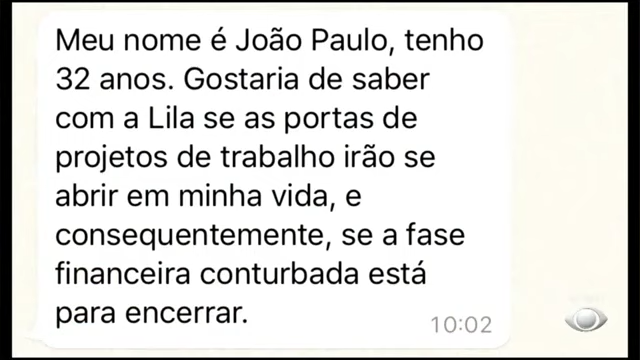 Meu nome é João Paulo, tenho
32 anos. Gostaria de saber
com a Lila se as portas de
projetos de trabalho irão se
abrir em minha vida, e
consequentemente, se a fase
financeira conturbada está
para encerrar.
10:02